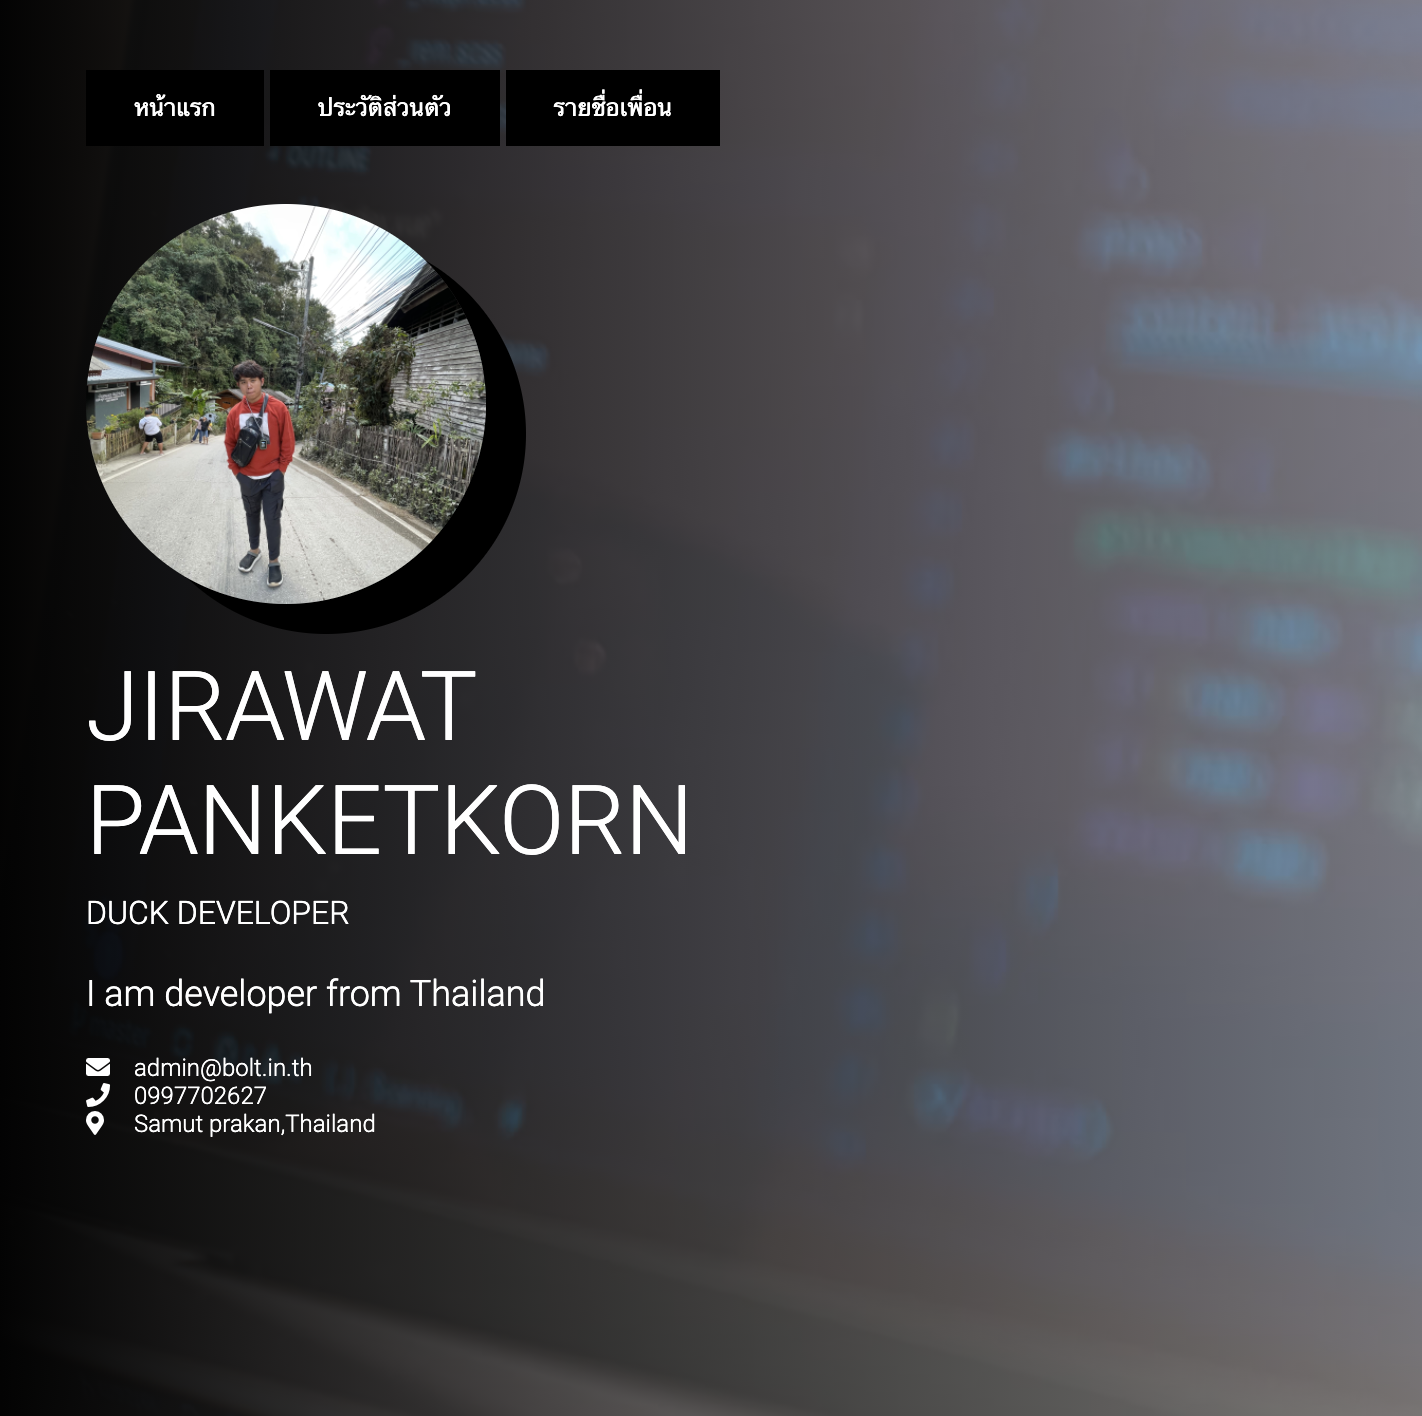 หน้าแรก
ประวัติส่วนตัว
รายชื่อเพื่อน
OUTLINE
JIRAWAT
PANKETKORN
DUCK DEVELOPER
I am developer from Thailand
admin@bolt.in.th
0997702627
Samut prakan,Thailand